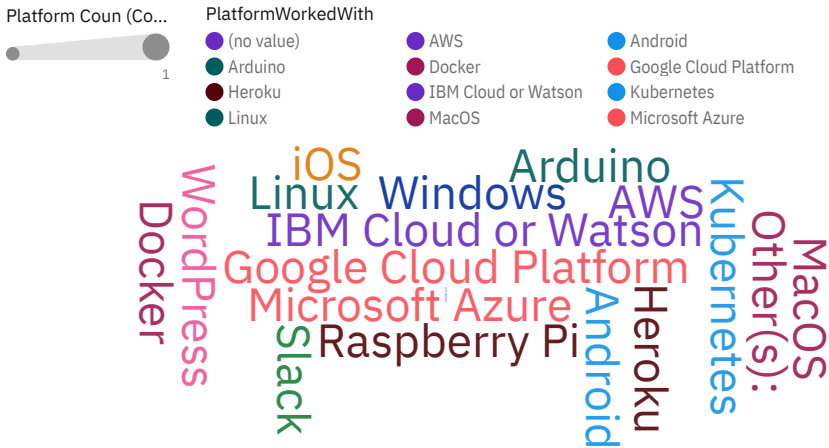 Platform Coun (Co...
1
PlatformWorkedWith
(no value)
AWS
Android
Arduino
Docker
Google Cloud Platform
Heroku
IBM Cloud or Watson
Kubernetes
Linux
MacOS
Microsoft Azure
iOS
Arduino
WordPress
Linux
Windows
AWS
Kubernetes
Docker
IBM Cloud or Watson
Other(s):
MacOS
Google Cloud Platform
Microsoft Azure
Android
Heroku
Slack
Raspberry Pi